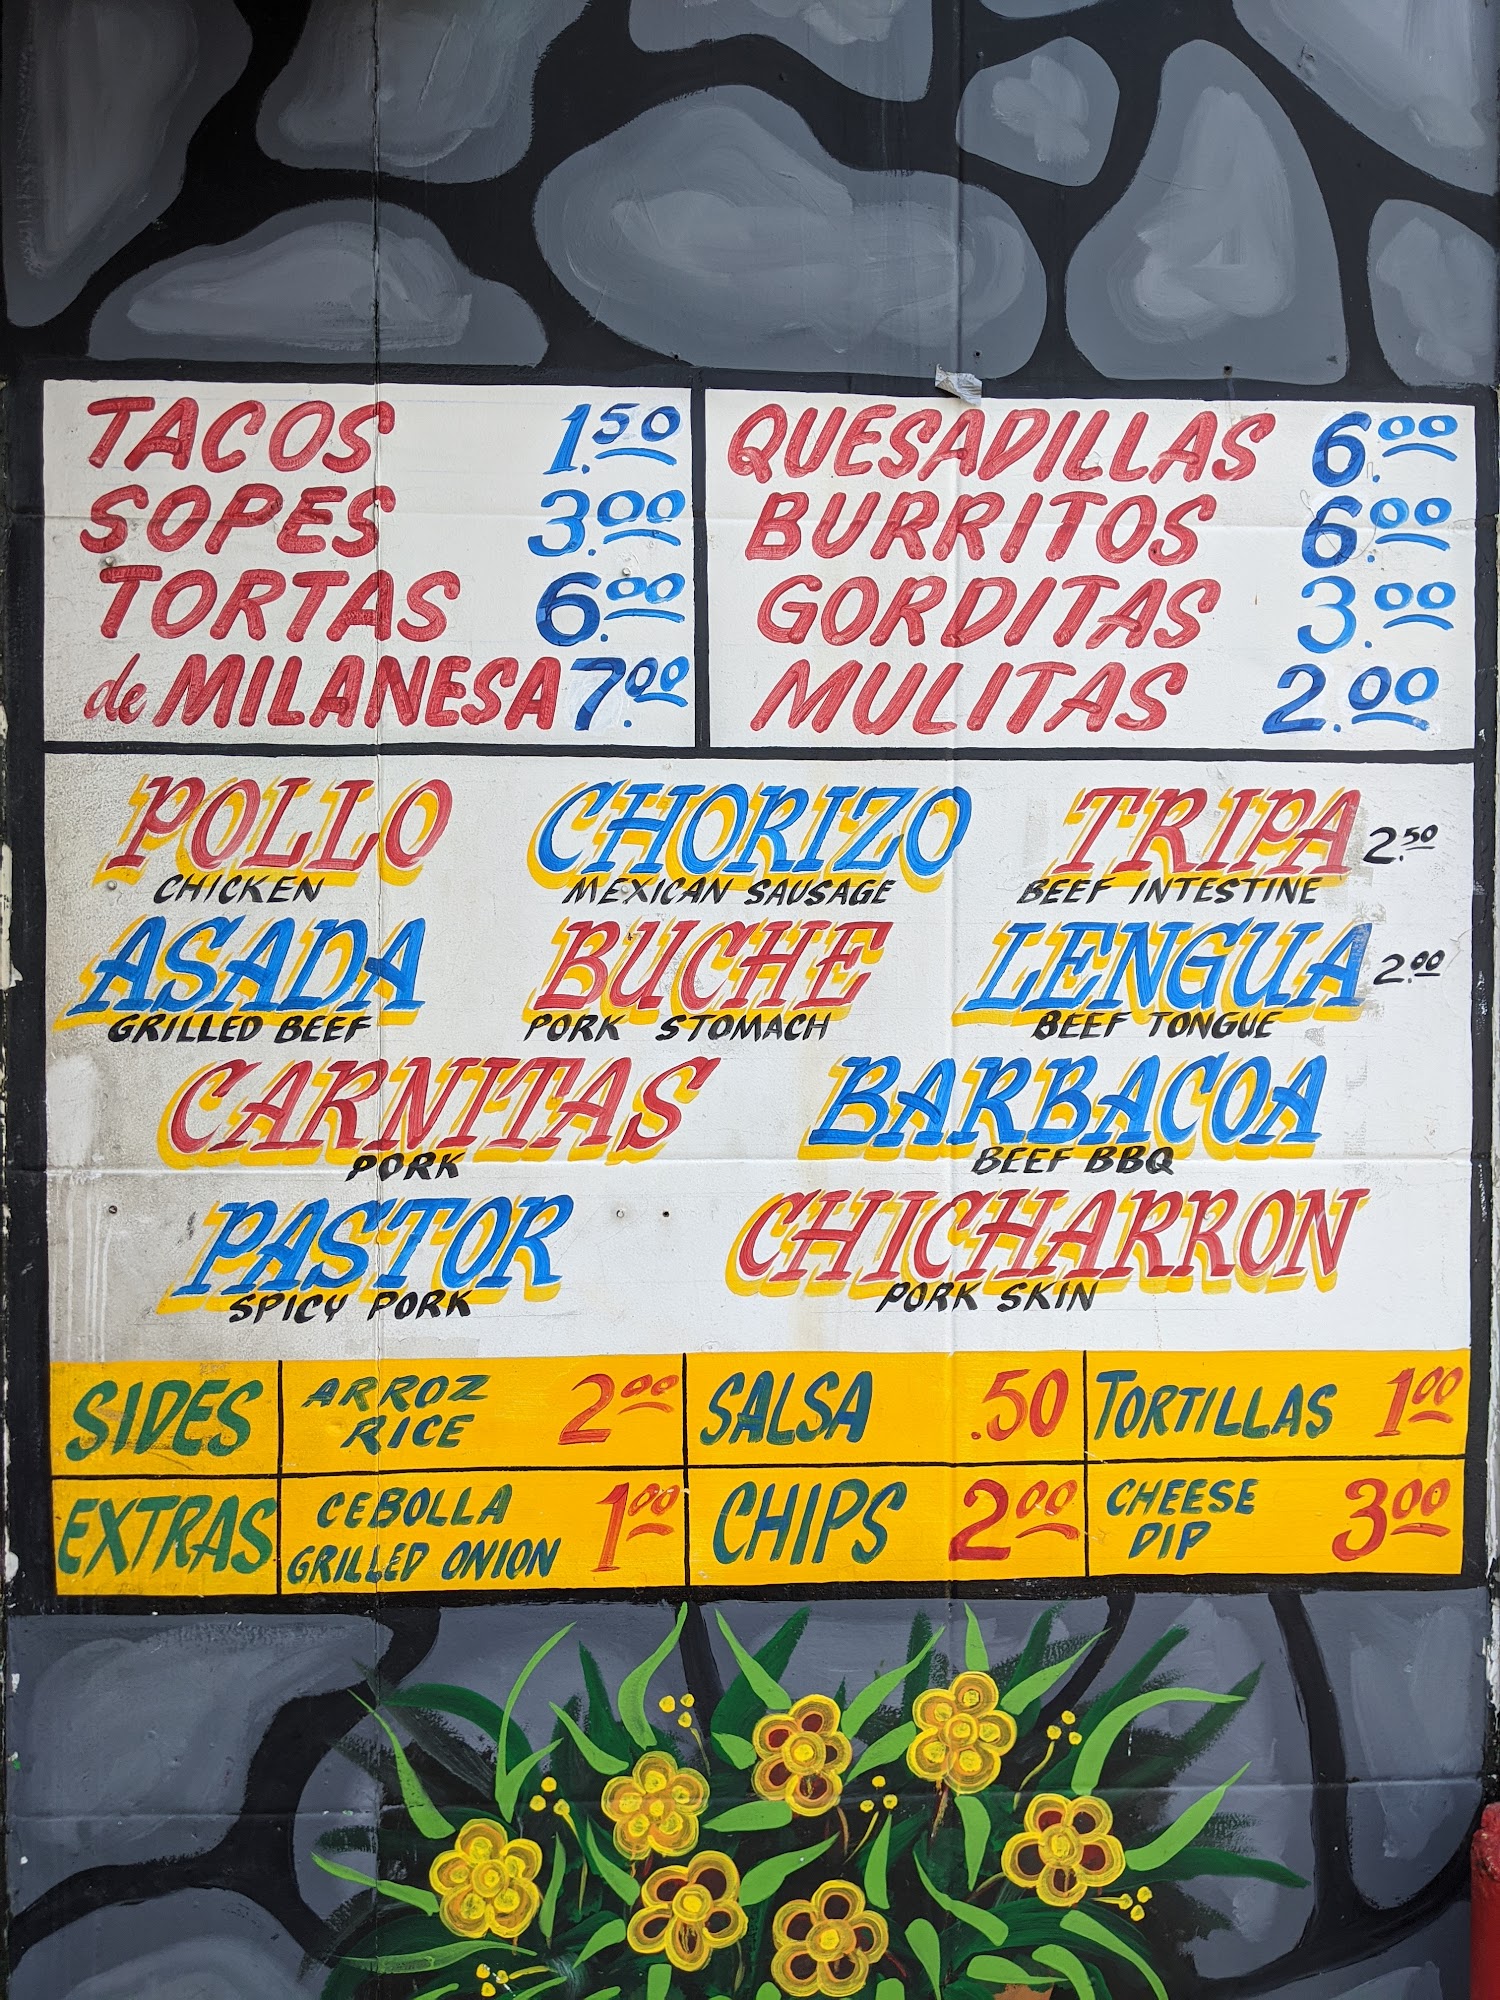 TACOS 1.50
SOPES 3.00
TORTAS 6.00
de MILANESA 7.00
QUESADILLAS 6.00
BURRITOS 6.00
GORDITAS 3.00
MULITAS 2.00
POLLO
CHICKEN
CHORIZO
MEXICAN SAUSAGE
TRIPA 2.50
BEEF INTESTINE
ASADA
GRILLED BEEF
BUCHE
PORK STOMACH
LENGUA 2.00
BEEF TONGUE
CARNITAS
PORK
BARBACOA
BEEF BBQ
PASTOR
SPICY PORK
CHICHARRON
PORK SKIN
SIDES
ARROZ
RICE 2.00
SALSA .50
TORTILLAS 1.00
EXTRAS
CEBOLLA
GRILLED ONION 1.00
CHIPS 2.00
CHEESE
DIP 3.00